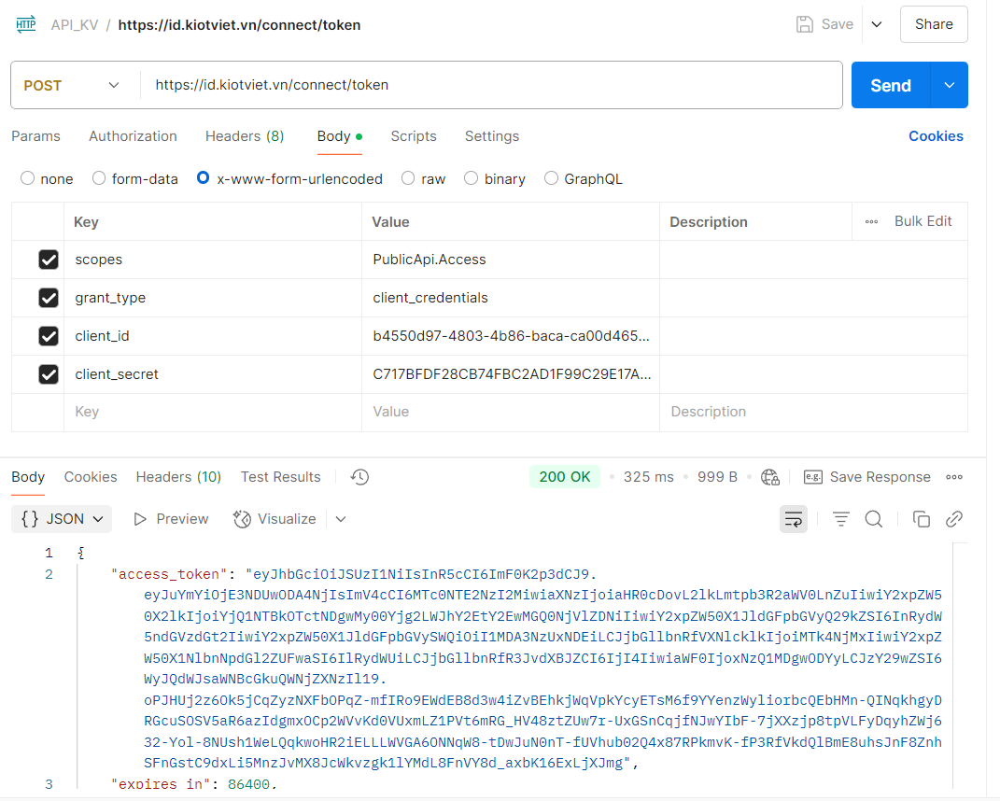 HTTP API_KV / https://id.kiotviet.vn/connect/token Save Share
POST https://id.kiotviet.vn/connect/token Send
Params Authorization Headers (8) Body Scripts Settings Cookies
none form-data x-www-form-urlencoded raw binary GraphQL
Key Value Description Bulk Edit
scopes PublicApi.Access
grant_type client_credentials
client_id b4550d97-4803-4b86-baca-ca00d465...
client_secret C717BFDF28CB74FBC2AD1F99C29E17A...
Key Value Description
Body Cookies Headers (10) Test Results 200 OK 325 ms 999 B e.g. Save Response
{} JSON Preview Visualize
1 {
2 "access_token": "eyJhbGciOiJSUzI1NiIsInR5cCI6ImF0K2p3dCJ9.
eyJuYmYiOjE3NDUwODA4NjIsImV4cCI6MTc0NTE2NzI2MiwiaXNzIjoiaHR0cDovL2lkLmtpb3R2aWV0LnZuIiwiY2xpZW5
0X2lkIjoiYjQ1NTBkOTctNDgwMy00Yjg2LWJhY2EtY2EwMGQ0NjVlZDNiIiwiY2xpZW50X1JldGFpbGVyQ29kZSI6InRydW
5ndGVzdGt2IiwiY2xpZW50X1JldGFpbGVySWQiOiI1MDA3NzUxNDEiLCJjbGllbnRfVXNlcklkIjoiMTk4NjMxIiwiY2xpZ
W50X1NlbnNpdGl2ZUFwaSI6IlRydWUiLCJjbGllbnRfR3JvdXBJZCI6IjI4IiwiaWF0IjoxNzQ1MDgwODYyLCJzY29wZSI6
WyJQdWJsaWNBcGkuQWNjZXNzIl19.
oPJHUj2z6Ok5jCqZyzNXFbOPqZ-mfIRo9EWdEB8d3w4iZvBEhkjWqVpkYcyETsM6f9YYenzWyliorbcQEbHMn-QINqkhgyD
RGcuSOSV5aR6azIdgmxOCp2WVvKd0VUxmLZ1PVt6mRG_HV48ztZUw7r-UxGSnCqjfNJwYIbF-7jXXzjp8tpVLFyDqyhZWj6
32-Yol-8NUsh1WeLQqkwoHR2iELLLWVGA6ONNqW8-tDwJuN0nT-fUVhub02Q4x87RPkmvK-fP3RfVkdQlBmE8uhsJnF8Znh
SFnGstC9dxLi5MnzJvMX8JcWkvzgk1lYMdL8FnVY8d_axbK16ExLjXJmg",
3 "expires_in": 86400,